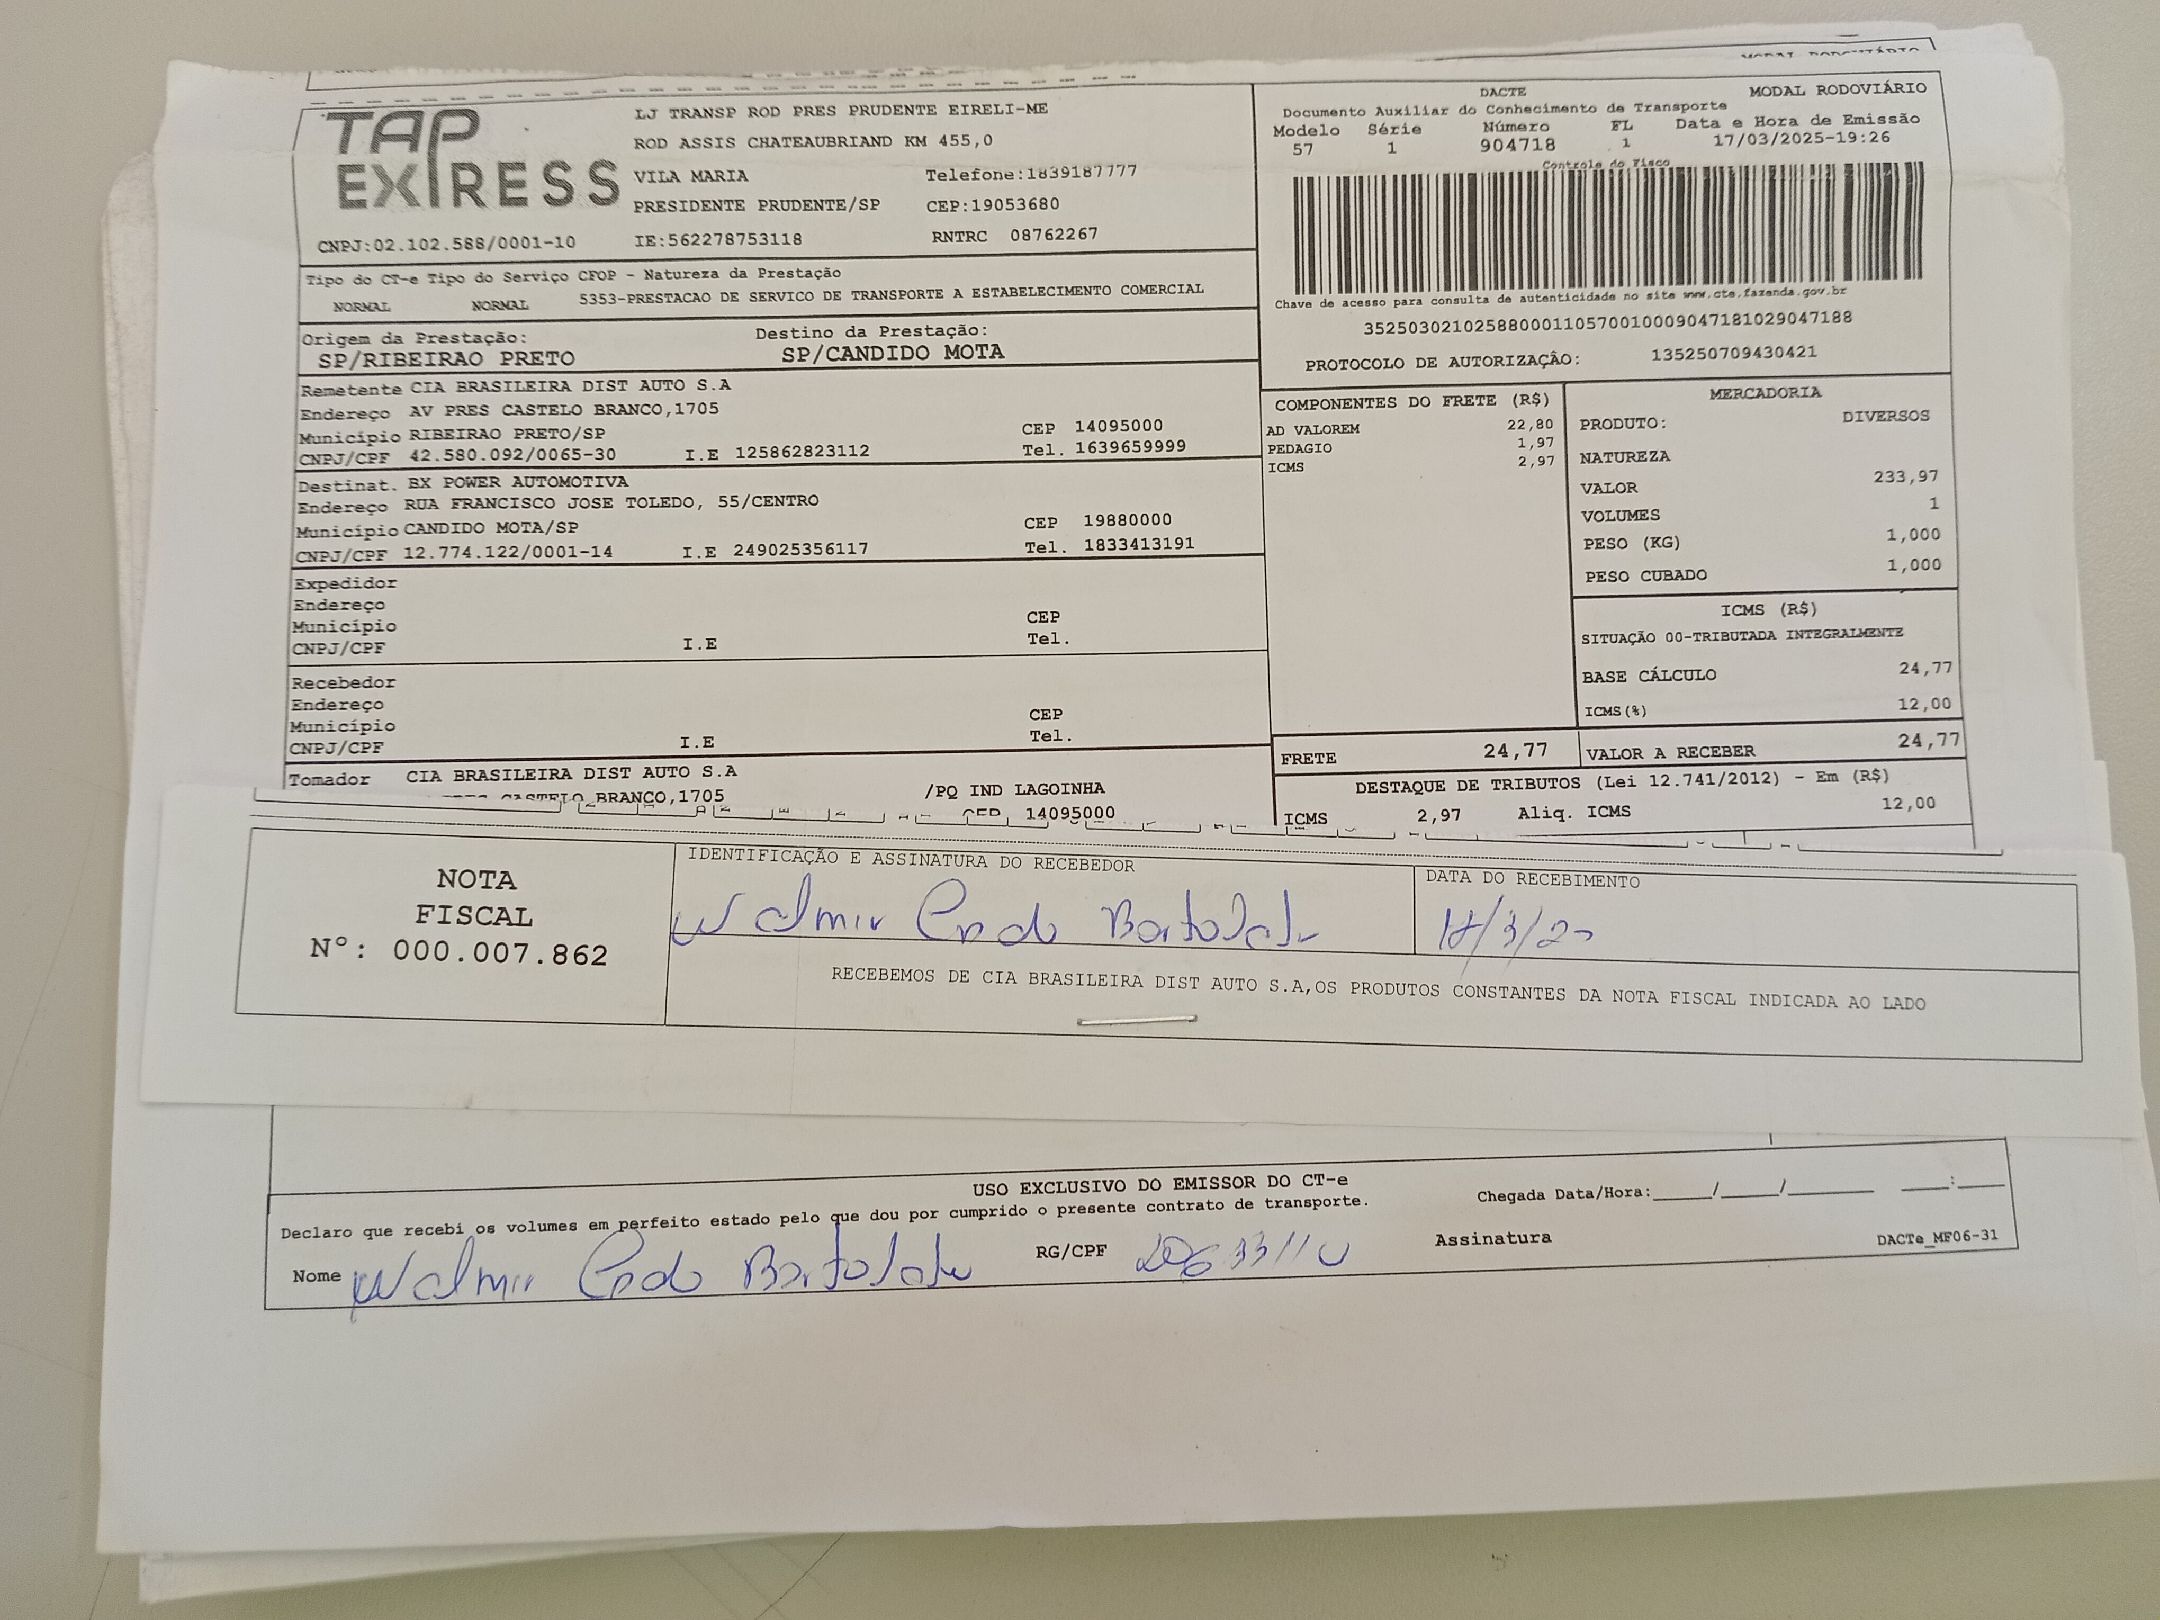 MODAL RODOVIÁRIO
TAP EXPRESS
CNPJ:02.102.588/0001-10
LJ TRANSP ROD PRES PRUDENTE EIRELI-ME
ROD ASSIS CHATEAUBRIAND KM 455,0
VILA MARIA Telefone:1839187777
PRESIDENTE PRUDENTE/SP CEP:19053680
IE:562278753118 RNTRC 08762267
DACTE MODAL RODOVIÁRIO
Documento Auxiliar do Conhecimento de Transporte
Modelo Série Número FL Data e Hora de Emissão
57 1 904718 1 17/03/2025-19:26
Controle do Fisco
Chave de acesso para consulta de autenticidade no site www.cte.fazenda.gov.br
35250302102588000110570010009047181029047188
PROTOCOLO DE AUTORIZAÇÂO: 135250709430421
Tipo do CT-e Tipo do Serviço CFOP - Natureza da Prestação
NORMAL NORMAL 5353-PRESTACAO DE SERVICO DE TRANSPORTE A ESTABELECIMENTO COMERCIAL
Origem da Prestação: Destino da Prestação:
SP/RIBEIRAO PRETO SP/CANDIDO MOTA
Remetente CIA BRASILEIRA DIST AUTO S.A
Endereço AV PRES CASTELO BRANCO,1705
Município RIBEIRAO PRETO/SP CEP 14095000
CNPJ/CPF 42.580.092/0065-30 I.E 125862823112 Tel. 1639659999
Destinat. BX POWER AUTOMOTIVA
Endereco RUA FRANCISCO JOSE TOLEDO, 55/CENTRO
Município CANDIDO MOTA/SP CEP 19880000
CNPJ/CPF 12.774.122/0001-14 I.E 249025356117 Tel. 1833413191
Expedidor
Endereço
Município CEP
CNPJ/CPF I.E Tel.
Recebedor
Endereço
Município CEP
CNPJ/CPF I.E Tel.
Tomador CIA BRASILEIRA DIST AUTO S.A
CASTELO BRANCO,1705 /PQ IND LAGOINHA
CEP 14095000
COMPONENTES DO FRETE (R$)
AD VALOREM 22,80
PEDAGIO 1,97
ICMS 2,97
MERCADORIA
PRODUTO: DIVERSOS
NATUREZA
VALOR 233,97
VOLUMES 1
PESO (KG) 1,000
PESO CUBADO 1,000
ICMS (R$)
SITUAÇÃO 00-TRIBUTADA INTEGRALMENTE
BASE CÁLCULO 24,77
ICMS(%) 12,00
FRETE 24,77 VALOR A RECEBER 24,77
DESTAQUE DE TRIBUTOS (Lei 12.741/2012) - Em (R$)
ICMS 2,97 Aliq. ICMS 12,00
NOTA
FISCAL
N°: 000.007.862
IDENTIFICAÇÃO E ASSINATURA DO RECEBEDOR
Walmir
DATA DO RECEBIMENTO
RECEBEMOS DE CIA BRASILEIRA DIST AUTO S.A,OS PRODUTOS CONSTANTES DA NOTA FISCAL INDICADA AO LADO
USO EXCLUSIVO DO EMISSOR DO CT-e
Declaro que recebi os volumes em perfeito estado pelo que dou por cumprido o presente contrato de transporte.
Chegada Data/Hora:_____/_____/_______ ____:____
Nome Walmir RG/CPF Assinatura
DACTe_MF06-31